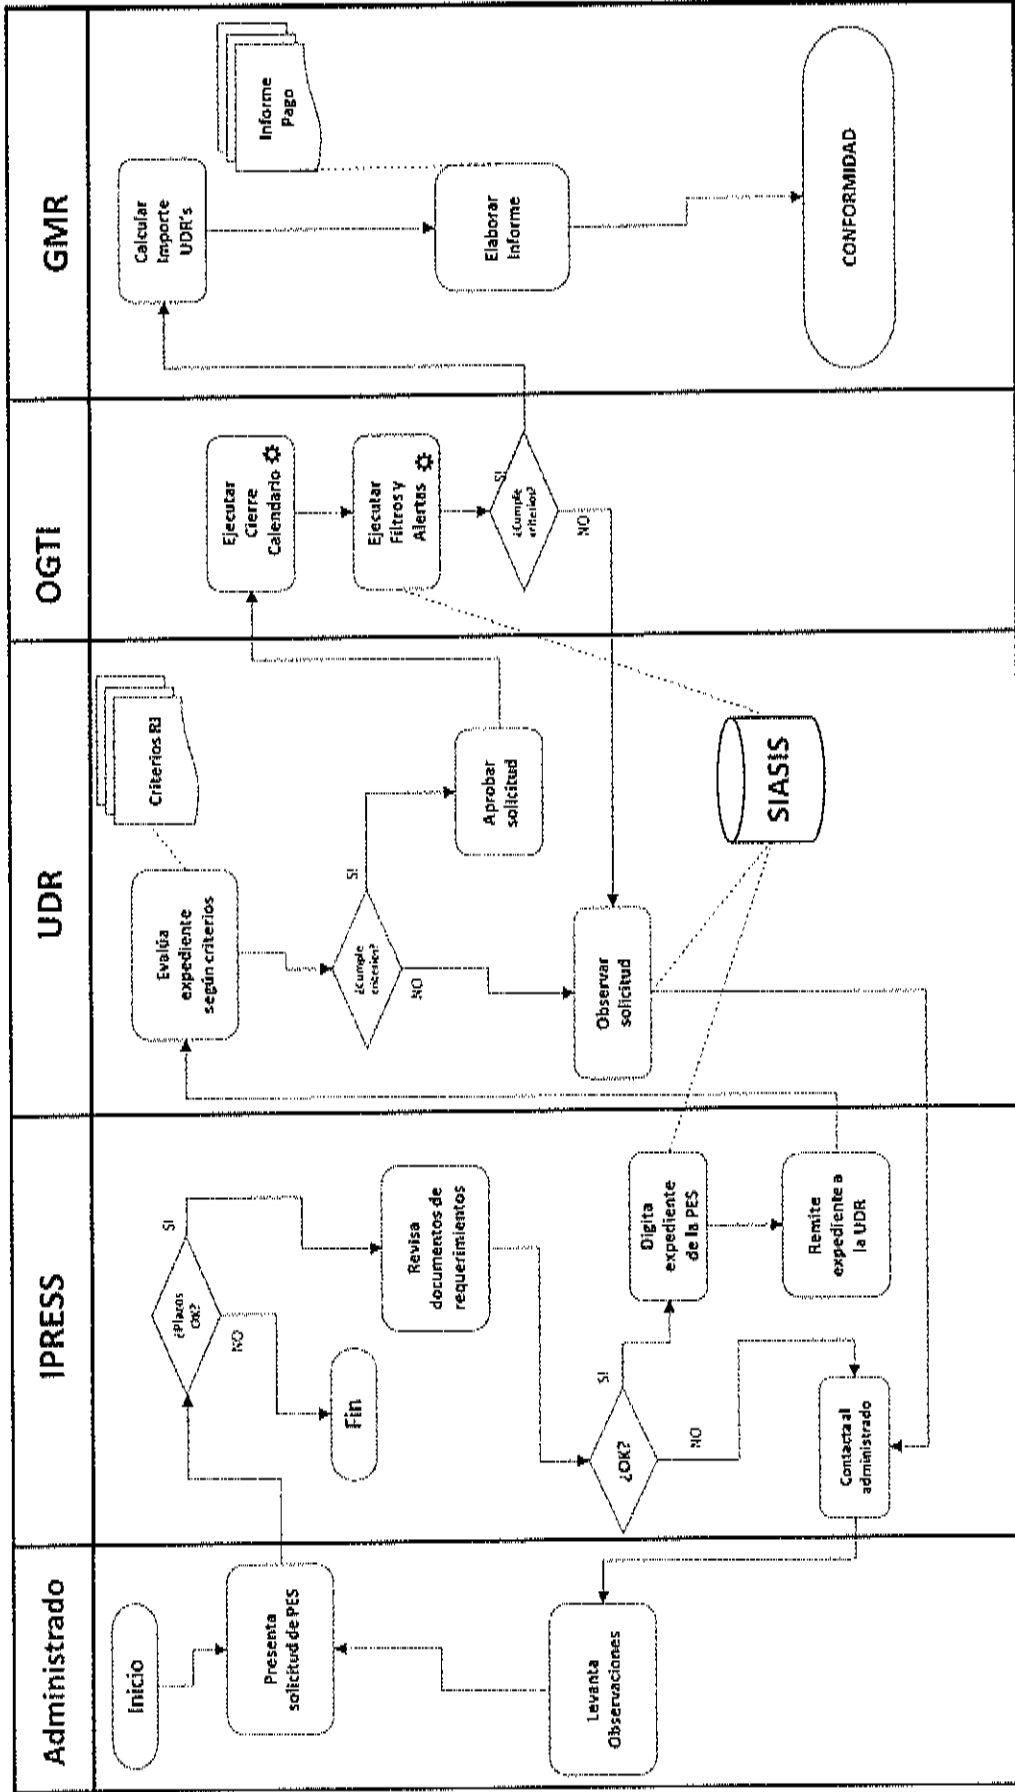 Administrado
IPRESS
UDR
OGTI
GMR
Inicio
Presenta
solicitud de PES
Levanta
Observaciones
¿Plazos
OK?
SI
NO
Fin
Revisa
documentos de
requerimientos
¿OK?
SI
NO
Digita
expediente
de la PES
Remite
expediente a
la UDR
Contacta al
administrado
Criterios RJ
Evalúa
expediente
según criterios
¿Cumple
criterios?
SI
NO
Aprobar
solicitud
Observar
solicitud
SIASIS
Ejecutar
Cierre
Calendario
Ejecutar
Filtros y
Alertas
¿Cumple
criterios?
SI
NO
Calcular
Importe
UDR's
Informe
Pago
Elaborar
Informe
CONFORMIDAD